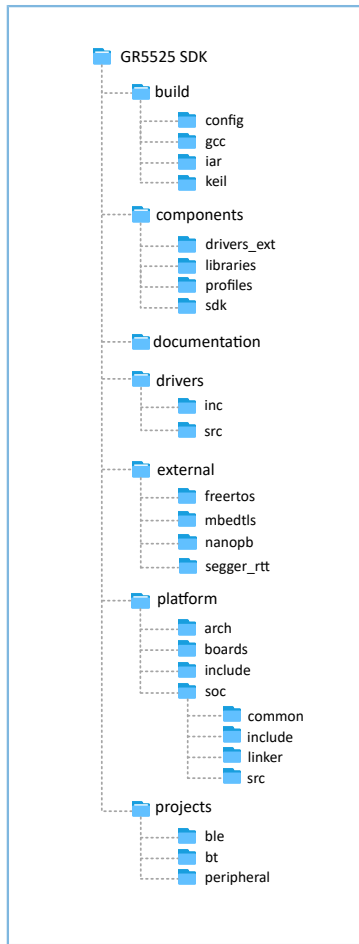 GR5525 SDK
build
config
gcc
iar
keil
components
drivers_ext
libraries
profiles
sdk
documentation
drivers
inc
src
external
freertos
mbedtls
nanopb
segger_rtt
platform
arch
boards
include
soc
common
include
linker
src
projects
ble
bt
peripheral